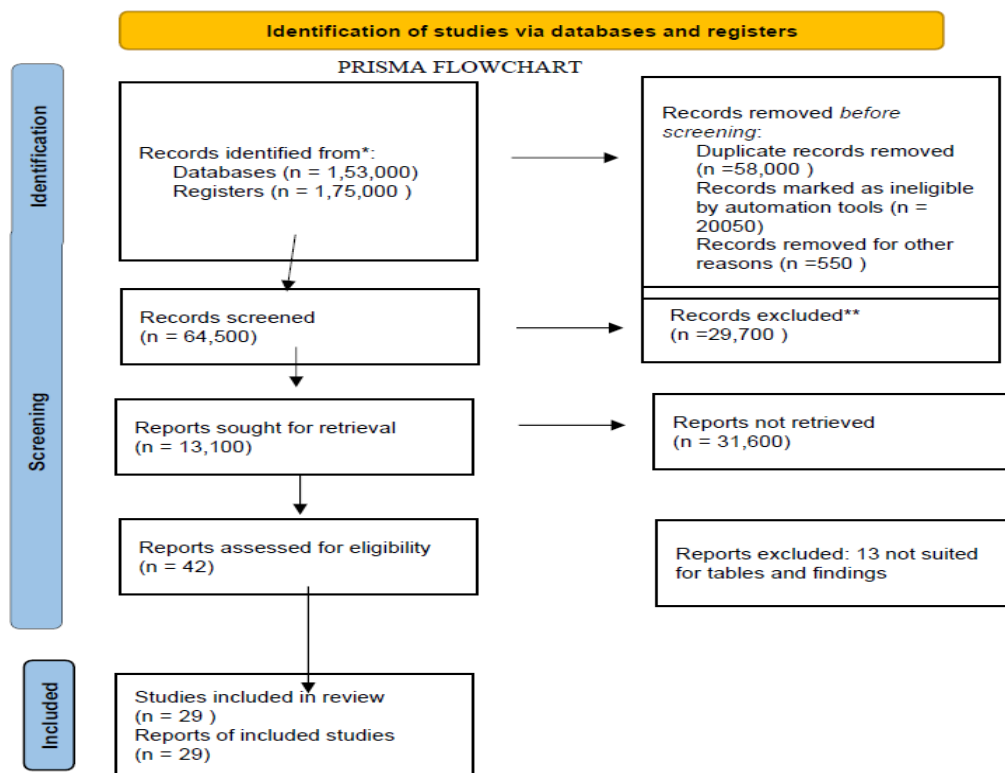 Identification of studies via databases and registers
PRISMA FLOWCHART
Identification
Records identified from*:
Databases (n = 1,53,000)
Registers (n = 1,75,000 )
Records removed before
screening:
Duplicate records removed
(n =58,000 )
Records marked as ineligible
by automation tools (n =
20050)
Records removed for other
reasons (n =550 )
Screening
Records screened
(n = 64,500)
Records excluded**
(n =29,700 )
Reports sought for retrieval
(n = 13,100)
Reports not retrieved
(n = 31,600)
Reports assessed for eligibility
(n = 42)
Reports excluded: 13 not suited
for tables and findings
Included
Studies included in review
(n = 29 )
Reports of included studies
(n = 29)